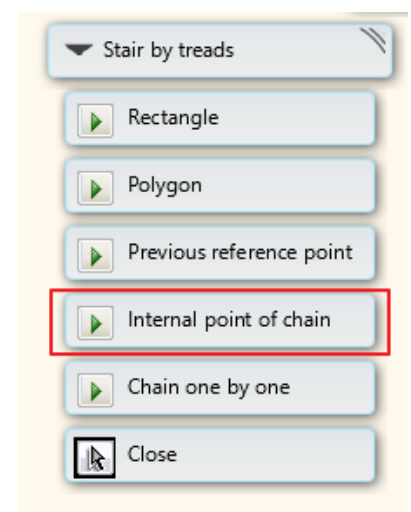 Stair by treads
Rectangle
Polygon
Previous reference point
Internal point of chain
Chain one by one
Close